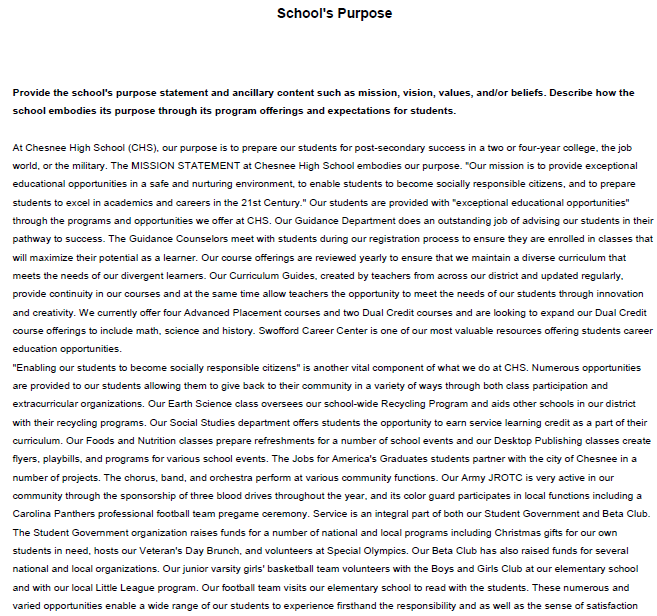 School's Purpose
Provide the school's purpose statement and ancillary content such as mission, vision, values, and/or beliefs. Describe how the
school embodies its purpose through its program offerings and expectations for students.
At Chesnee High School (CHS), our purpose is to prepare our students for post-secondary success in a two or four-year college, the job
world, or the military. The MISSION STATEMENT at Chesnee High School embodies our purpose. "Our mission is to provide exceptional
educational opportunities in a safe and nurturing environment, to enable students to become socially responsible citizens, and to prepare
students to excel in academics and careers in the 21st Century." Our students are provided with "exceptional educational opportunities"
through the programs and opportunities we offer at CHS. Our Guidance Department does an outstanding job of advising our students in their
pathway to success. The Guidance Counselors meet with students during our registration process to ensure they are enrolled in classes that
will maximize their potential as a learner. Our course offerings are reviewed yearly to ensure that we maintain a diverse curriculum that
meets the needs of our divergent learners. Our Curriculum Guides, created by teachers from across our district and updated regularly,
provide continuity in our courses and at the same time allow teachers the opportunity to meet the needs of our students through innovation
and creativity. We currently offer four Advanced Placement courses and two Dual Credit courses and are looking to expand our Dual Credit
course offerings to include math, science and history. Swofford Career Center is one of our most valuable resources offering students career
education opportunities.
"Enabling our students to become socially responsible citizens" is another vital component of what we do at CHS. Numerous opportunities
are provided to our students allowing them to give back to their community in a variety of ways through both class participation and
extracurricular organizations. Our Earth Science class oversees our school-wide Recycling Program and aids other schools in our district
with their recycling programs. Our Social Studies department offers students the opportunity to earn service learning credit as a part of their
curriculum. Our Foods and Nutrition classes prepare refreshments for a number of school events and our Desktop Publishing classes create
flyers, playbills, and programs for various school events. The Jobs for America's Graduates students partner with the city of Chesnee in a
number of projects. The chorus, band, and orchestra perform at various community functions. Our Army JROTC is very active in our
community through the sponsorship of three blood drives throughout the year, and its color guard participates in local functions including a
Carolina Panthers professional football team pregame ceremony. Service is an integral part of both our Student Government and Beta Club.
The Student Government organization raises funds for a number of national and local programs including Christmas gifts for our own
students in need, hosts our Veteran's Day Brunch, and volunteers at Special Olympics. Our Beta Club has also raised funds for several
national and local organizations. Our junior varsity girls' basketball team volunteers with the Boys and Girls Club at our elementary school
and with our local Little League program. Our football team visits our elementary school to read with the students. These numerous and
varied opportunities enable a wide range of our students to experience firsthand the responsibility and as well as the sense of satisfaction